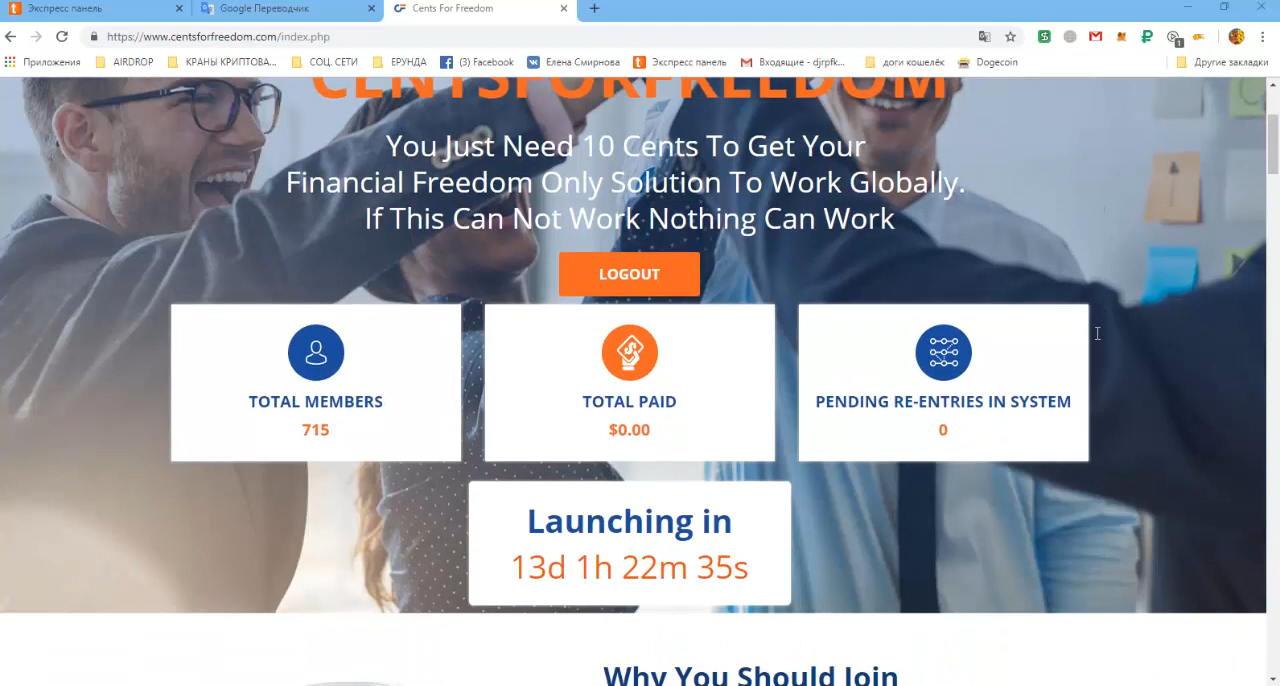 Экспресс панель
Google Переводчик
Cents For Freedom
https://www.centsforfreedom.com/index.php
Приложения
AIRDROP
КРАНЫ КРИПТОВА...
СОЦ. СЕТИ
ЕРУНДА
(3) Facebook
Елена Смирнова
Экспресс панель
Входящие - djrpfk...
доги кошелёк
Dogecoin
Другие закладки
CENTSFORFREEDOM
You Just Need 10 Cents To Get Your
Financial Freedom Only Solution To Work Globally.
If This Can Not Work Nothing Can Work
LOGOUT
TOTAL MEMBERS
715
TOTAL PAID
$0.00
PENDING RE-ENTRIES IN SYSTEM
0
Launching in
13d 1h 22m 35s
Why You Should Join